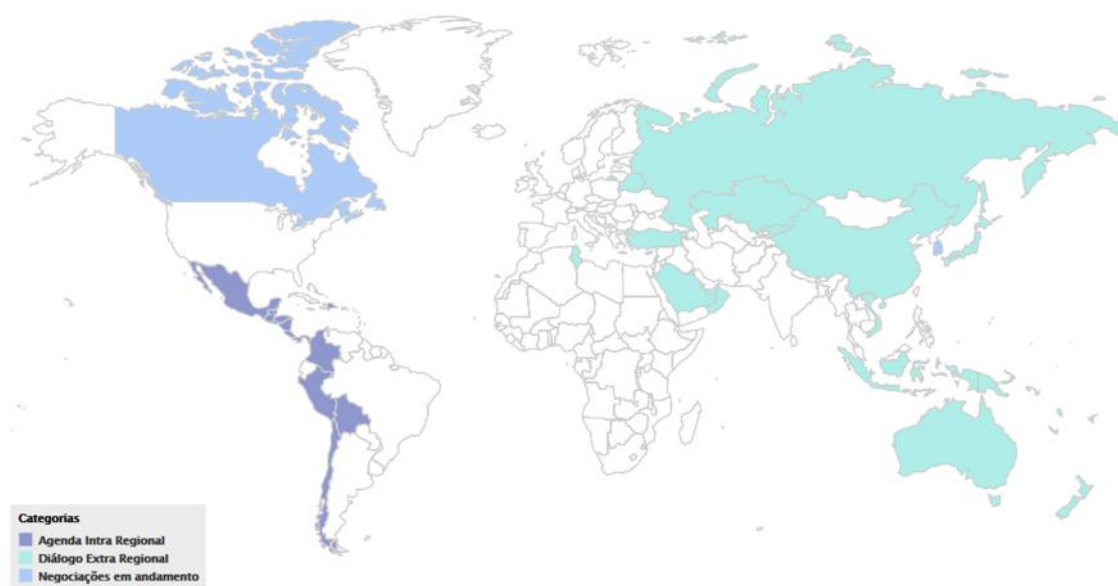 Categorias
Agenda Intra Regional
Diálogo Extra Regional
Negociações em andamento